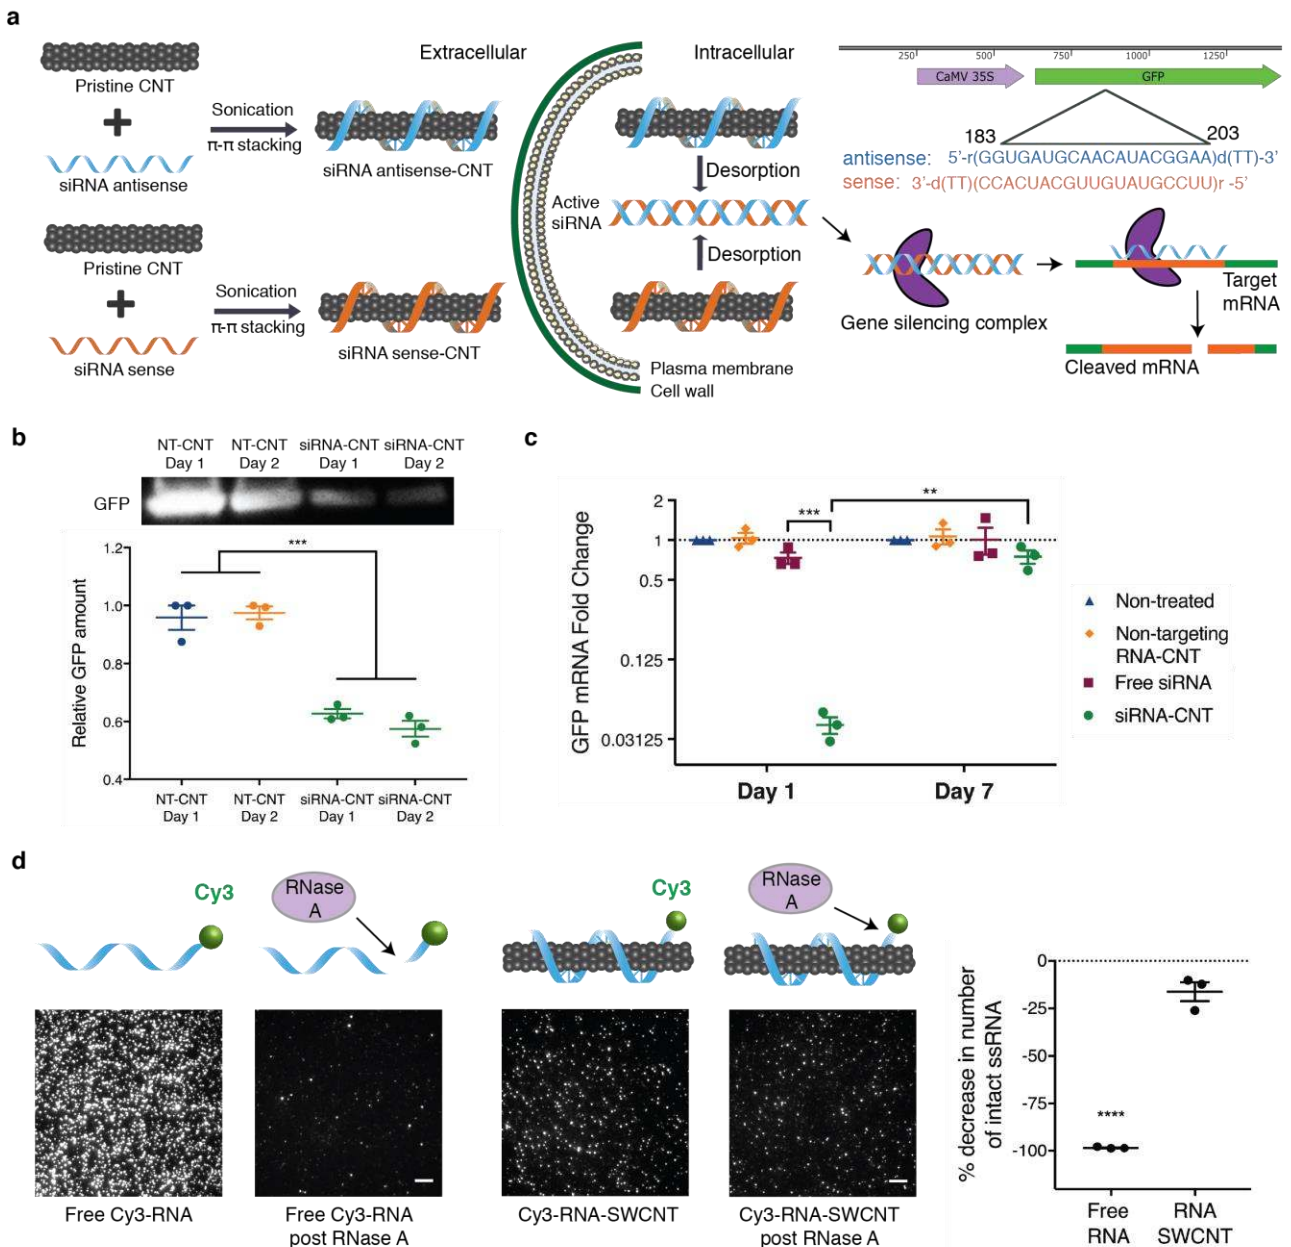 a
Pristine CNT
+
siRNA antisense
Sonication
π-π stacking
siRNA antisense-CNT
Pristine CNT
+
siRNA sense
Sonication
π-π stacking
siRNA sense-CNT
Extracellular
Intracellular
Desorption
Active
siRNA
Desorption
Plasma membrane
Cell wall
250
500
750
1000
1250
CaMV 35S
GFP
183
203
antisense: 5'-r(GGUGAUGCAACAUACGGAA)d(TT)-3'
sense: 3'-d(TT)(CCACUACGUUGUAUGCCUU)r -5'
Gene silencing complex
Target
mRNA
Cleaved mRNA
b
NT-CNT
Day 1
NT-CNT
Day 2
siRNA-CNT
Day 1
siRNA-CNT
Day 2
GFP
Relative GFP amount
1.2
1.0
0.8
0.6
0.4
***
NT-CNT
Day 1
NT-CNT
Day 2
siRNA-CNT
Day 1
siRNA-CNT
Day 2
c
GFP mRNA Fold Change
2
1
0.5
0.125
0.03125
***
**
Day 1
Day 7
Non-treated
Non-targeting
RNA-CNT
Free siRNA
siRNA-CNT
d
Cy3
RNase
A
Cy3
RNase
A
Free Cy3-RNA
Free Cy3-RNA
post RNase A
Cy3-RNA-SWCNT
Cy3-RNA-SWCNT
post RNase A
% decrease in number
of intact ssRNA
0
-25
-50
-75
-100
****
Free
RNA
RNA
SWCNT